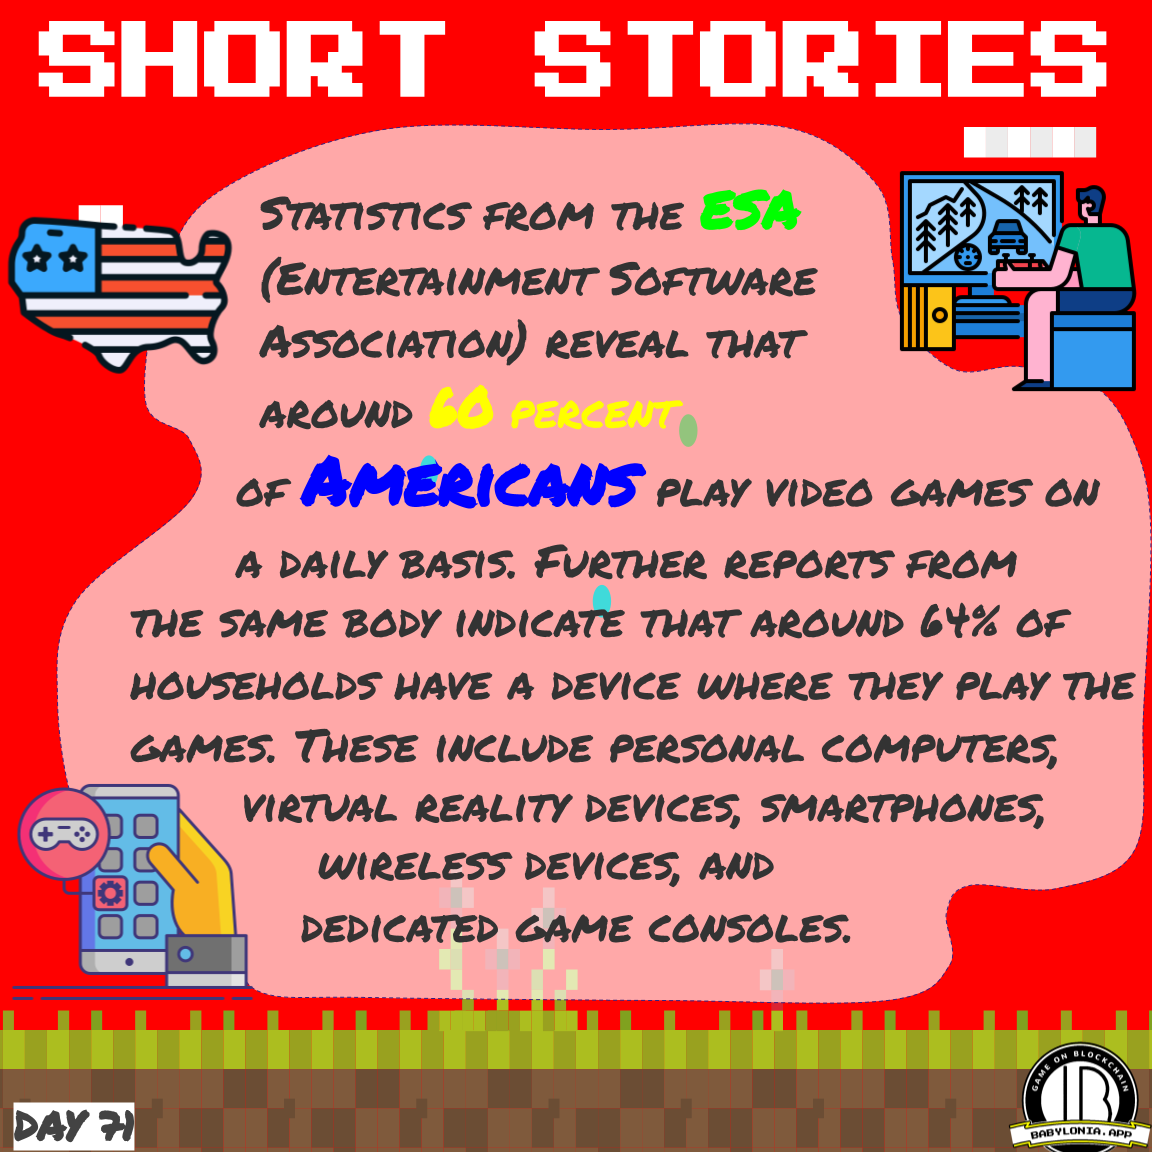 SHORT STORIES
STATISTICS FROM THE ESA
(ENTERTAINMENT SOFTWARE
ASSOCIATION) REVEAL THAT
AROUND 60 PERCENT
OF AMERICANS PLAY VIDEO GAMES ON
A DAILY BASIS. FURTHER REPORTS FROM
THE SAME BODY INDICATE THAT AROUND 64% OF
HOUSEHOLDS HAVE A DEVICE WHERE THEY PLAY THE
GAMES. THESE INCLUDE PERSONAL COMPUTERS,
VIRTUAL REALITY DEVICES, SMARTPHONES,
WIRELESS DEVICES, AND
DEDICATED GAME CONSOLES.
DAY 71
GAME ON BLOCKCHAIN
BABYLONIA.APP